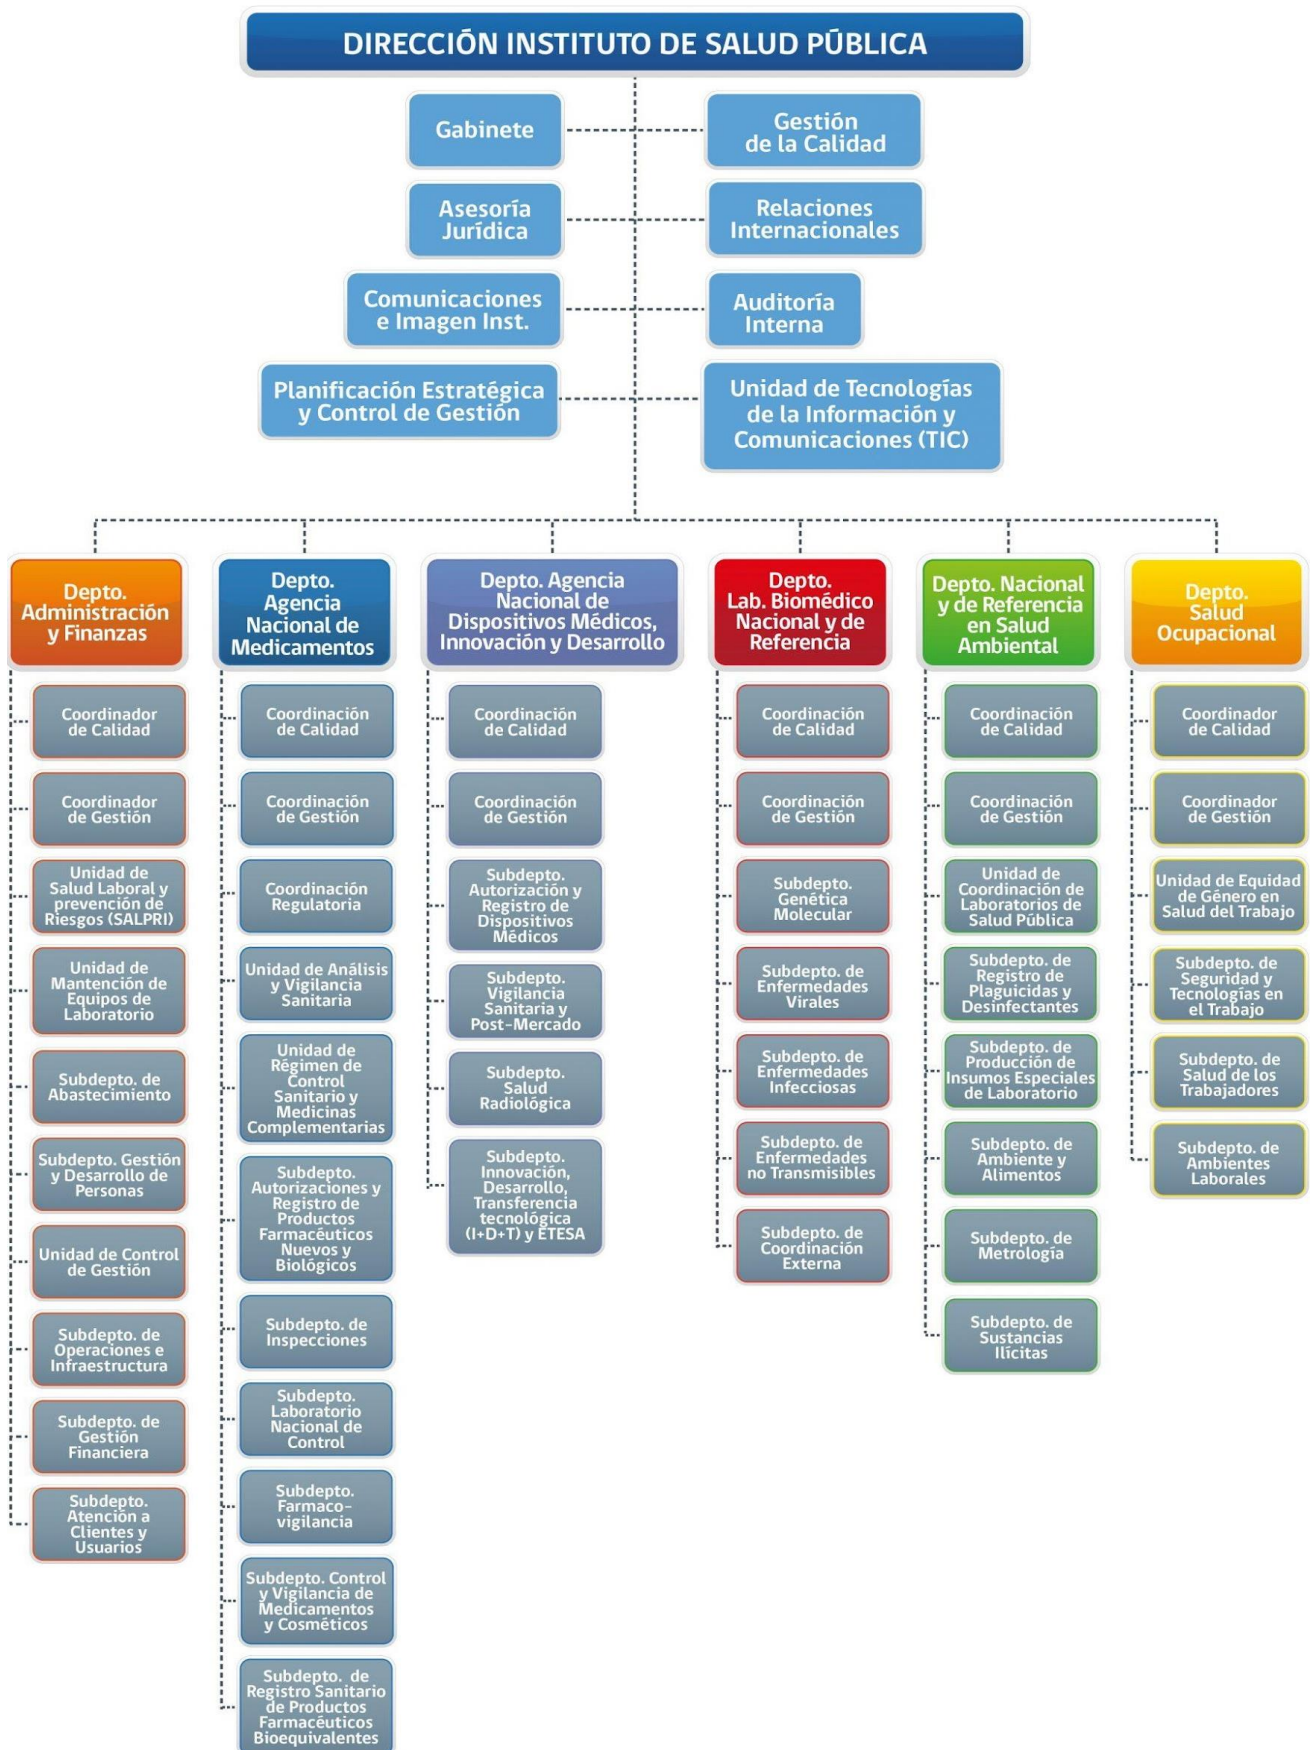 DIRECCIÓN INSTITUTO DE SALUD PÚBLICA
Gabinete
Gestión
de la Calidad
Asesoría
Jurídica
Relaciones
Internacionales
Comunicaciones
e Imagen Inst.
Auditoría
Interna
Planificación Estratégica
y Control de Gestión
Unidad de Tecnologías
de la Información y
Comunicaciones (TIC)
Depto.
Administración
y Finanzas
Coordinador
de Calidad
Coordinador
de Gestión
Unidad de
Salud Laboral y
prevención de
Riesgos (SALPRI)
Unidad de
Mantención de
Equipos de
Laboratorio
Subdepto. de
Abastecimiento
Subdepto. Gestión
y Desarrollo de
Personas
Unidad de Control
de Gestión
Subdepto. de
Operaciones e
Infraestructura
Subdepto. de
Gestión
Financiera
Subdepto.
Atención a
Clientes y
Usuarios
Depto.
Agencia
Nacional de
Medicamentos
Coordinación
de Calidad
Coordinación
de Gestión
Coordinación
Regulatoria
Unidad de Análisis
y Vigilancia
Sanitaria
Unidad de
Régimen de
Control
Sanitario y
Medicinas
Complementarias
Subdepto.
Autorizaciones y
Registro de
Productos
Farmacéuticos
Nuevos y
Biológicos
Subdepto. de
Inspecciones
Subdepto.
Laboratorio
Nacional de
Control
Subdepto.
Farmaco-
vigilancia
Subdepto. Control
y Vigilancia de
Medicamentos
y Cosméticos
Subdepto. de
Registro Sanitario
de Productos
Farmacéuticos
Bioequivalentes
Depto. Agencia
Nacional de
Dispositivos Médicos,
Innovación y Desarrollo
Coordinación
de Calidad
Coordinación
de Gestión
Subdepto.
Autorización y
Registro de
Dispositivos
Médicos
Subdepto.
Vigilancia
Sanitaria y
Post-Mercado
Subdepto.
Salud
Radiológica
Subdepto.
Innovación,
Desarrollo,
Transferencia
tecnológica
(I+D+T) y ETESA
Depto.
Lab. Biomédico
Nacional y de
Referencia
Coordinación
de Calidad
Coordinación
de Gestión
Subdepto.
Genética
Molecular
Subdepto. de
Enfermedades
Virales
Subdepto. de
Enfermedades
Infecciosas
Subdepto. de
Enfermedades
no Transmisibles
Subdepto. de
Coordinación
Externa
Depto. Nacional
y de Referencia
en Salud
Ambiental
Coordinación
de Calidad
Coordinación
de Gestión
Unidad de
Coordinación de
Laboratorios de
Salud Pública
Subdepto. de
Registro de
Plaguicidas y
Desinfectantes
Subdepto. de
Producción de
Insumos Especiales
de Laboratorio
Subdepto. de
Ambiente y
Alimentos
Subdepto. de
Metrología
Subdepto. de
Sustancias
Ilícitas
Depto.
Salud
Ocupacional
Coordinador
de Calidad
Coordinador
de Gestión
Unidad de Equidad
de Género en
Salud del Trabajo
Subdepto. de
Seguridad y
Tecnologías en
el Trabajo
Subdepto. de
Salud de los
Trabajadores
Subdepto. de
Ambientes
Laborales